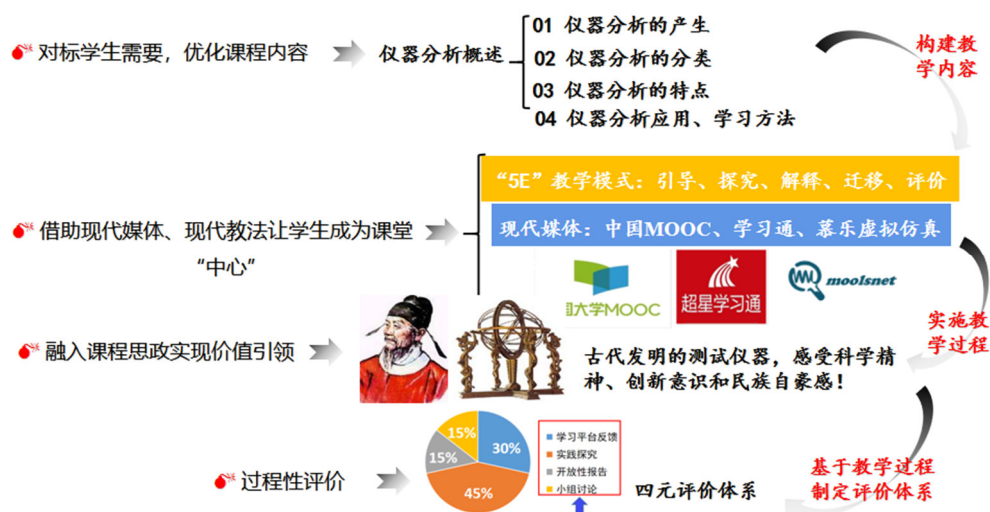 对标学生需要，优化课程内容
仪器分析概述
01 仪器分析的产生
02 仪器分析的分类
03 仪器分析的特点
04 仪器分析应用、学习方法
构建教
学内容
“5E”教学模式：引导、探究、解释、迁移、评价
借助现代媒体、现代教法让学生成为课堂
“中心”
现代媒体：中国MOOC、学习通、慕乐虚拟仿真
国大学MOOC
超星学习通
moolsnet
实施教
学过程
融入课程思政实现价值引领
古代发明的测试仪器，感受科学精
神、创新意识和民族自豪感！
过程性评价
15%
30%
15%
45%
学习平台反馈
实践探究
开放性报告
小组讨论
四元评价体系
基于教学过程
制定评价体系